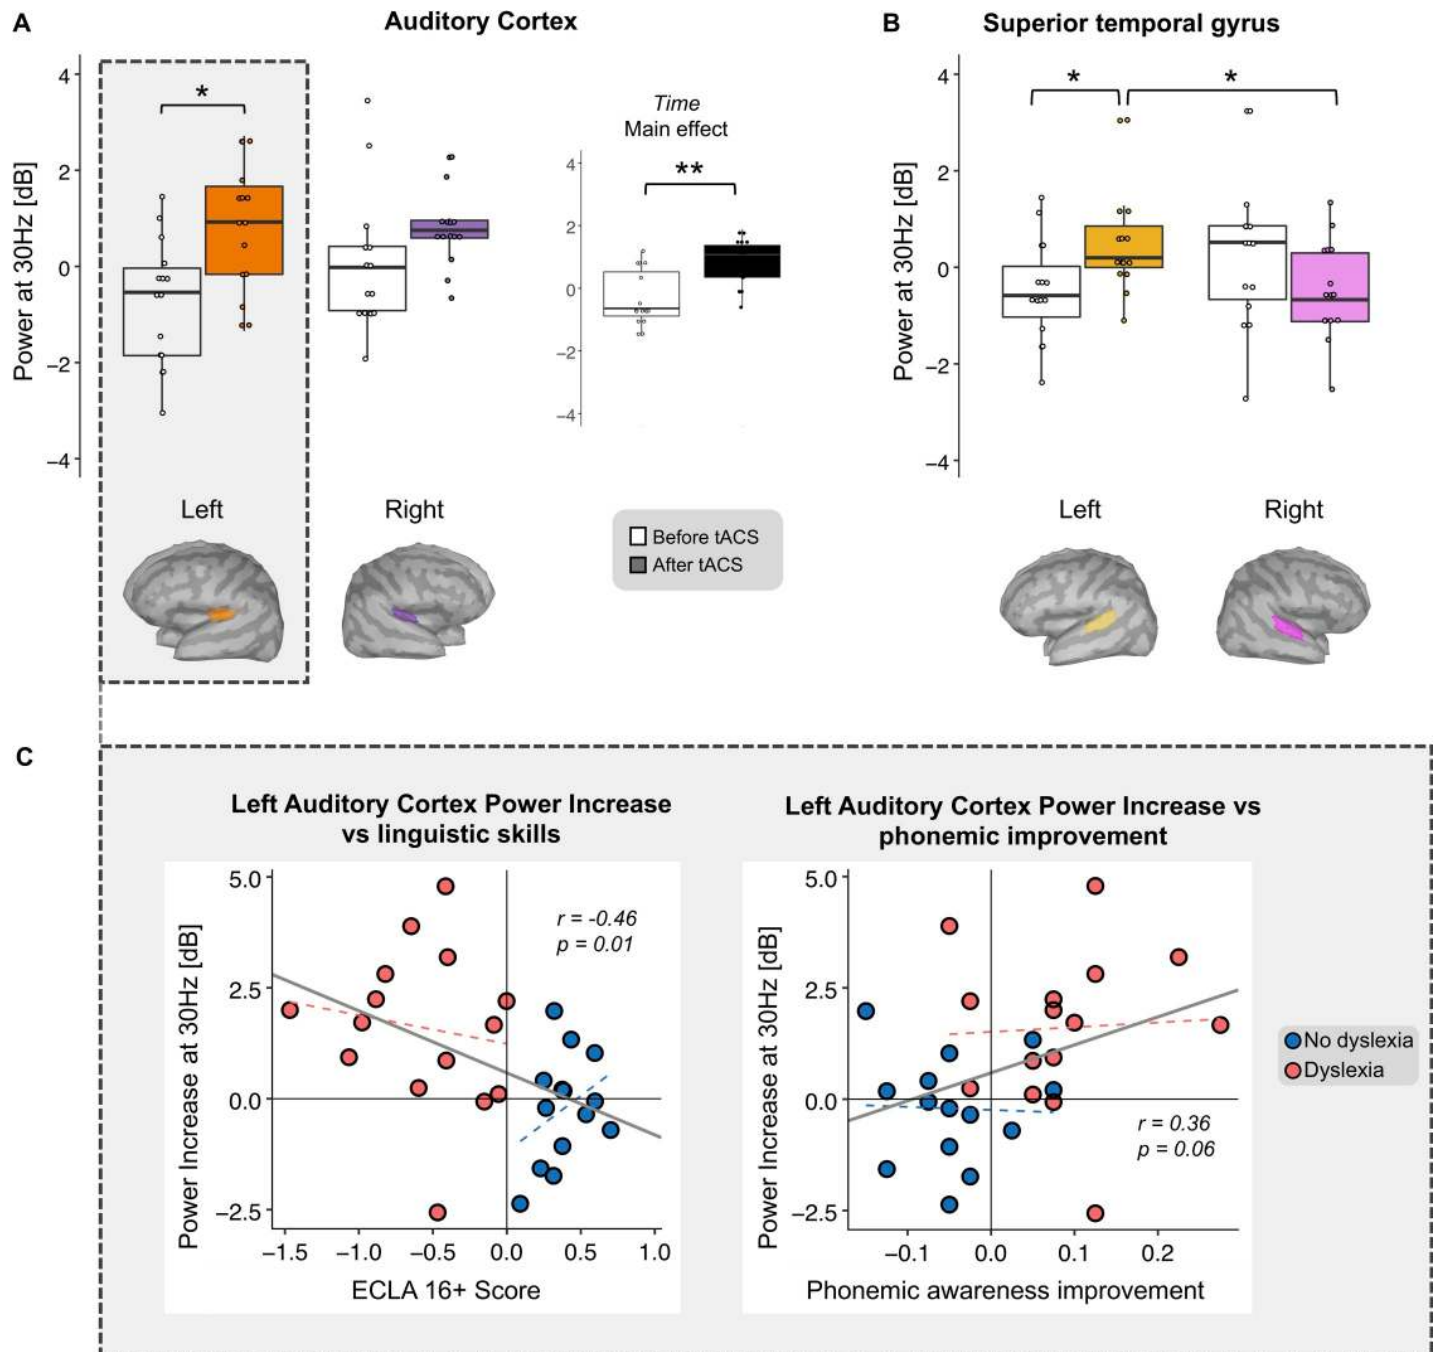 A
Auditory Cortex
Power at 30Hz [dB]
4
2
0
−2
−4
*
Time
Main effect
**
4
2
0
−2
−4
Left
Right
Before tACS
After tACS
B
Superior temporal gyrus
Power at 30Hz [dB]
4
2
0
−2
−4
*
*
Left
Right
C
Left Auditory Cortex Power Increase
vs linguistic skills
Power Increase at 30Hz [dB]
5.0
2.5
0.0
−2.5
r = -0.46
p = 0.01
−1.5
−1.0
−0.5
0.0
0.5
1.0
ECLA 16+ Score
Left Auditory Cortex Power Increase vs
phonemic improvement
Power Increase at 30Hz [dB]
5.0
2.5
0.0
−2.5
r = 0.36
p = 0.06
−0.1
0.0
0.1
0.2
Phonemic awareness improvement
No dyslexia
Dyslexia